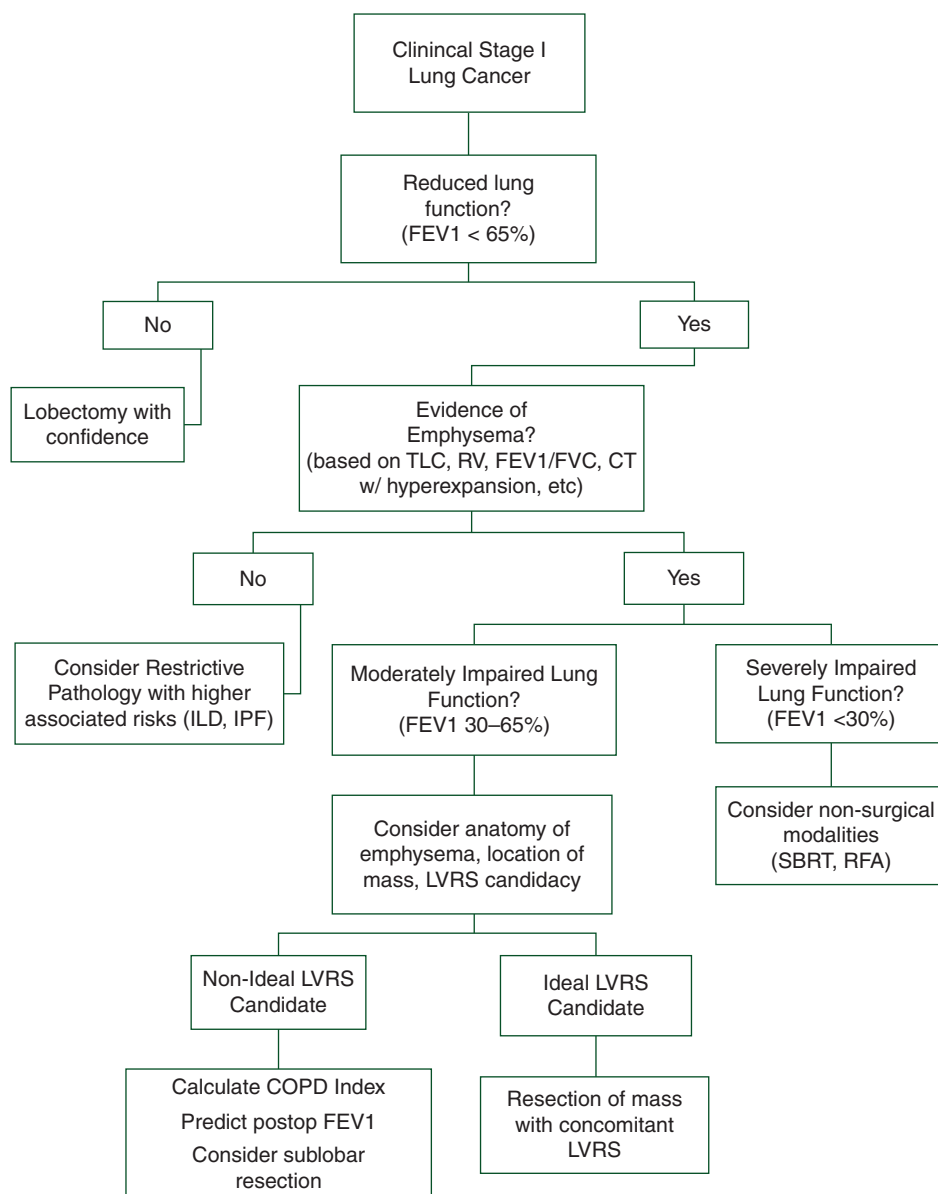 Clinincal Stage I
Lung Cancer
Reduced lung
function?
(FEV1 < 65%)
No
Yes
Lobectomy with
confidence
Evidence of
Emphysema?
(based on TLC, RV, FEV1/FVC, CT
w/ hyperexpansion, etc)
No
Yes
Consider Restrictive
Pathology with higher
associated risks (ILD, IPF)
Moderately Impaired Lung
Function?
(FEV1 30–65%)
Severely Impaired
Lung Function?
(FEV1 <30%)
Consider anatomy of
emphysema, location of
mass, LVRS candidacy
Consider non-surgical
modalities
(SBRT, RFA)
Non-Ideal LVRS
Candidate
Ideal LVRS
Candidate
Calculate COPD Index
Predict postop FEV1
Consider sublobar
resection
Resection of mass
with concomitant
LVRS